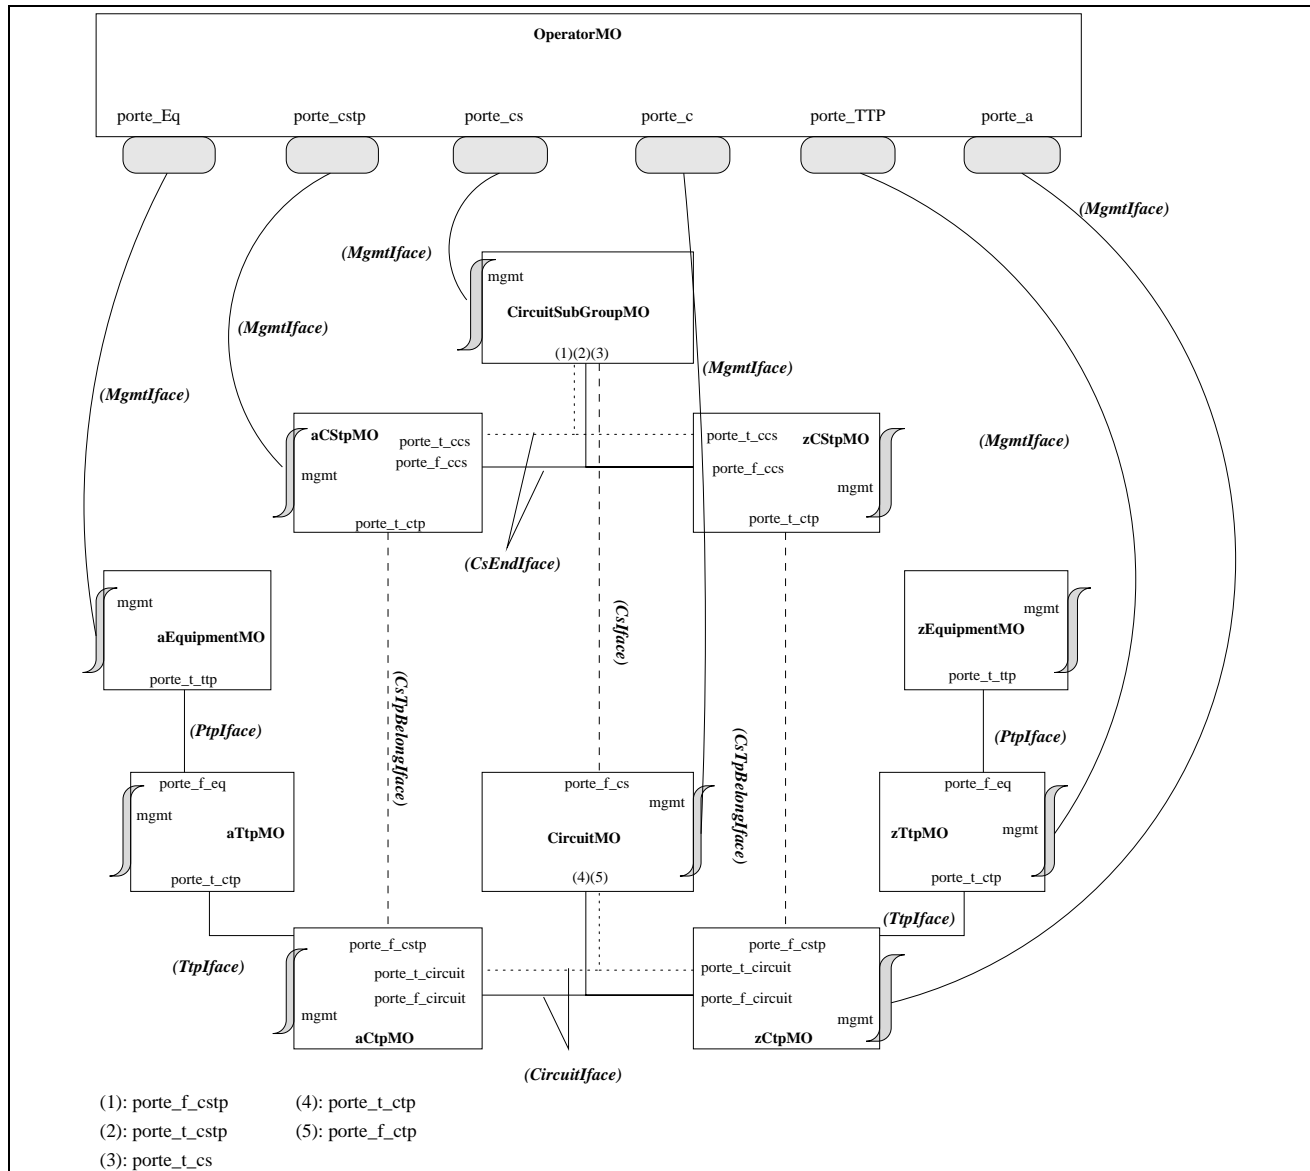 OperatorMO
porte_Eq porte_cstp porte_cs porte_c porte_TTP porte_a
(MgmtIface)
(MgmtIface)
mgmt
CircuitSubGroupMO
(MgmtIface)
(1)(2)(3)
(MgmtIface)
(MgmtIface)
aCStpMO
porte_t_ccs
porte_f_ccs
mgmt
porte_t_ctp
porte_t_ccs
zCStpMO
porte_f_ccs
mgmt
porte_t_ctp
(MgmtIface)
(CsEndIface)
mgmt
aEquipmentMO
porte_t_ttp
(CsIface)
mgmt
zEquipmentMO
porte_t_ttp
(PtpIface)
(CsTpBelongIface)
(CsTpBelongIface)
(PtpIface)
porte_f_eq
mgmt
aTtpMO
porte_t_ctp
porte_f_cs
mgmt
CircuitMO
(4)(5)
porte_f_eq
mgmt
zTtpMO
porte_t_ctp
(TtpIface)
(TtpIface)
porte_f_cstp
porte_t_circuit
porte_f_circuit
mgmt
aCtpMO
porte_f_cstp
porte_t_circuit
porte_f_circuit
mgmt
zCtpMO
(CircuitIface)
(1): porte_f_cstp (4): porte_t_ctp
(2): porte_t_cstp (5): porte_f_ctp
(3): porte_t_cs